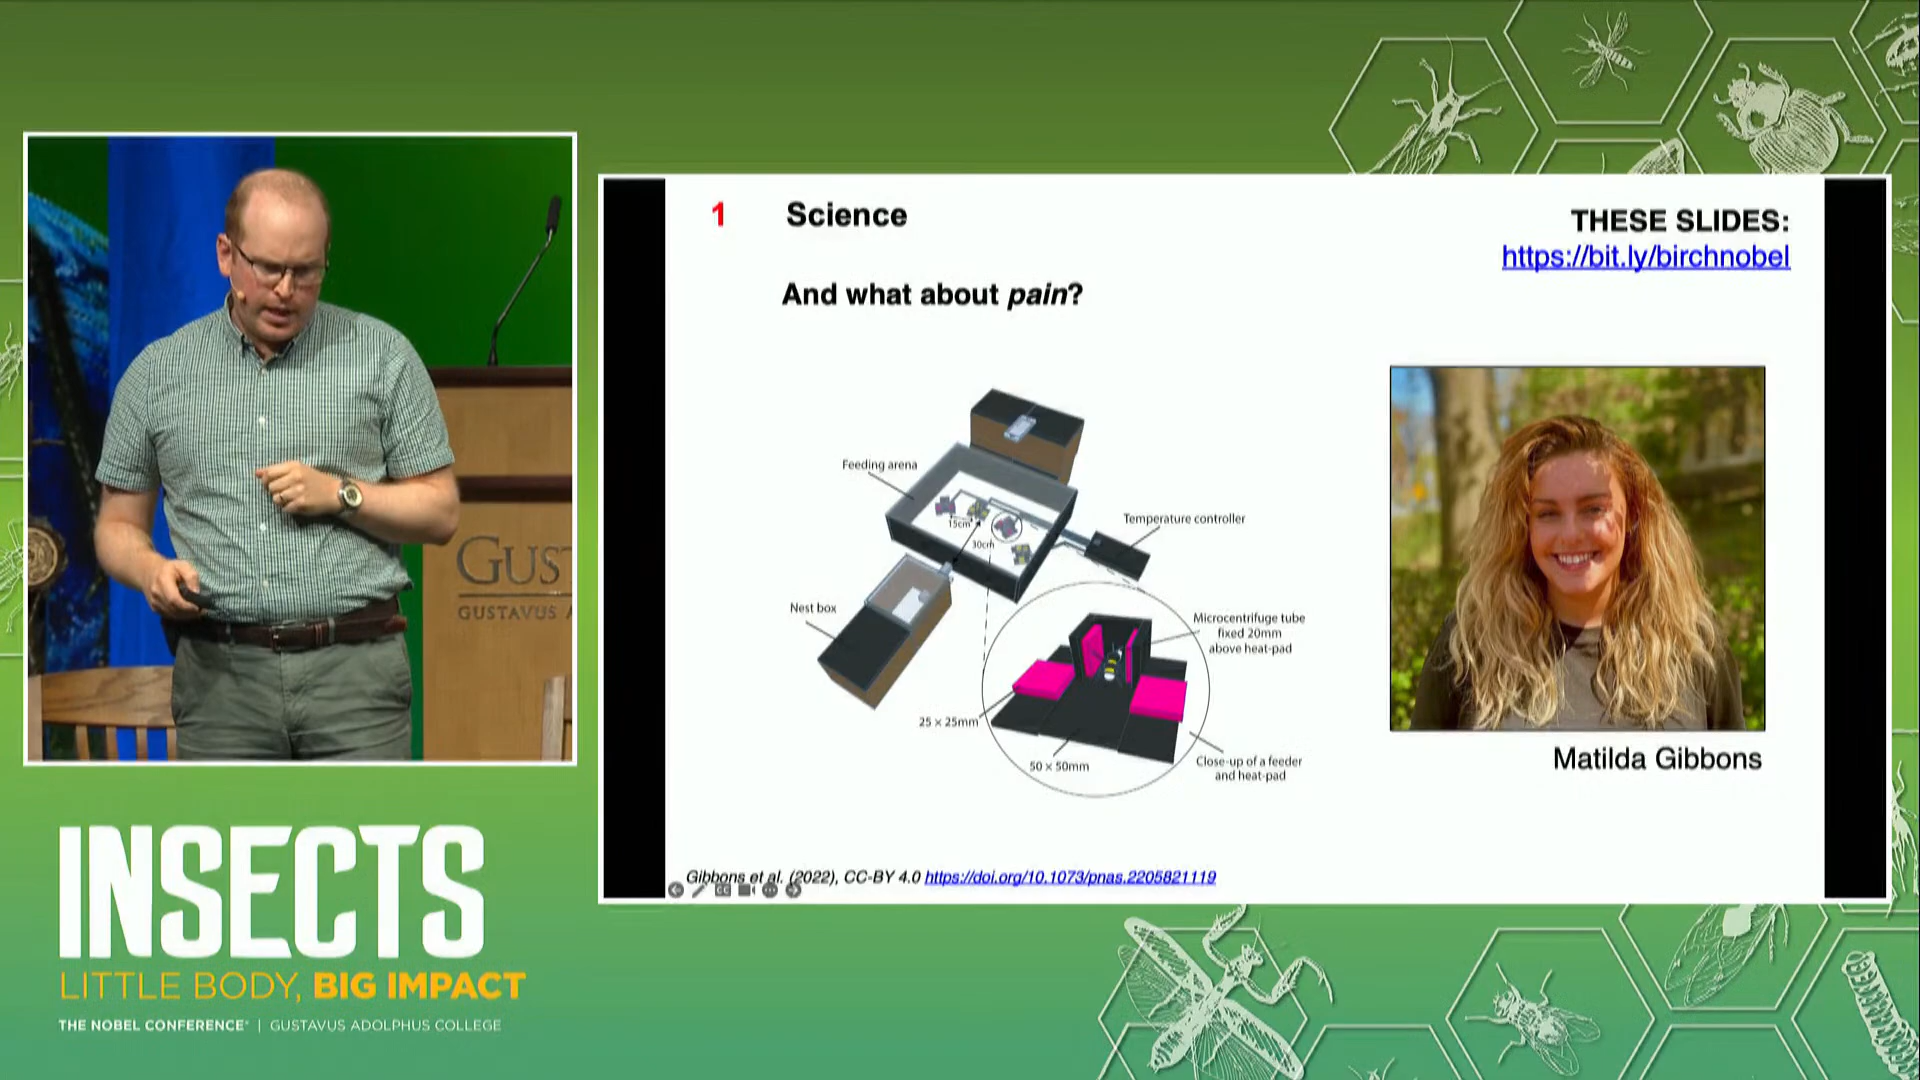 1 Science
THESE SLIDES:
https://bit.ly/birchnobel
And what about pain?
Feeding arena
15cm
30cm
Temperature controller
Nest box
Microcentrifuge tube
fixed 20mm
above heat-pad
25 × 25mm
50 × 50mm
Close-up of a feeder
and heat-pad
Matilda Gibbons
Gibbons et al. (2022), CC-BY 4.0 https://doi.org/10.1073/pnas.2205821119
GUS
GUSTAVUS A
INSECTS
LITTLE BODY, BIG IMPACT
THE NOBEL CONFERENCE® | GUSTAVUS ADOLPHUS COLLEGE